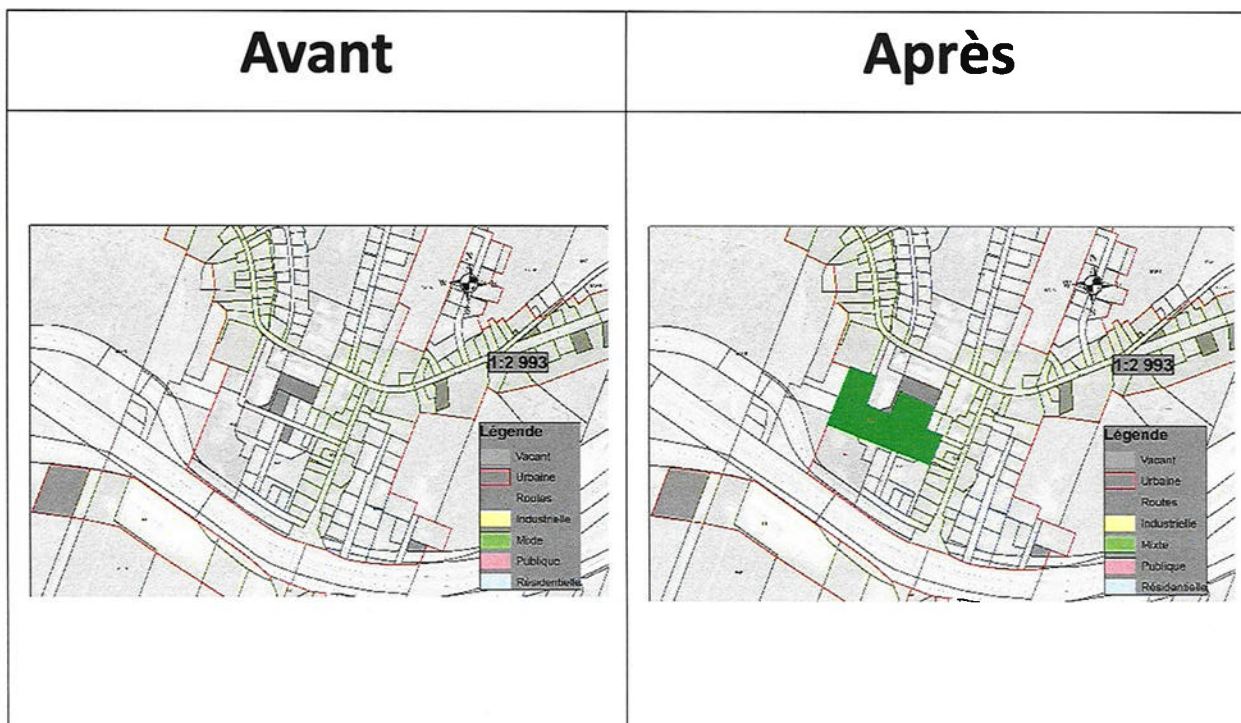 Avant
Après
1:2 993
Légende
Vacant
Urbaine
Routes
Industrielle
Mixte
Publique
Résidentielle
1:2 993
Légende
Vacant
Urbaine
Routes
Industrielle
Mixte
Publique
Résidentielle